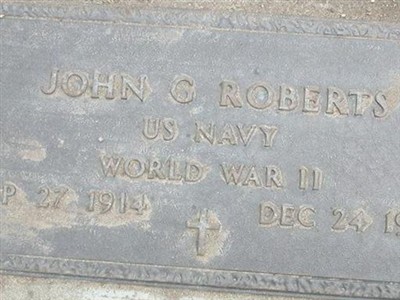 JOHN G ROBERTS
US NAVY
WORLD WAR II
P 27 1914 DEC 24 19